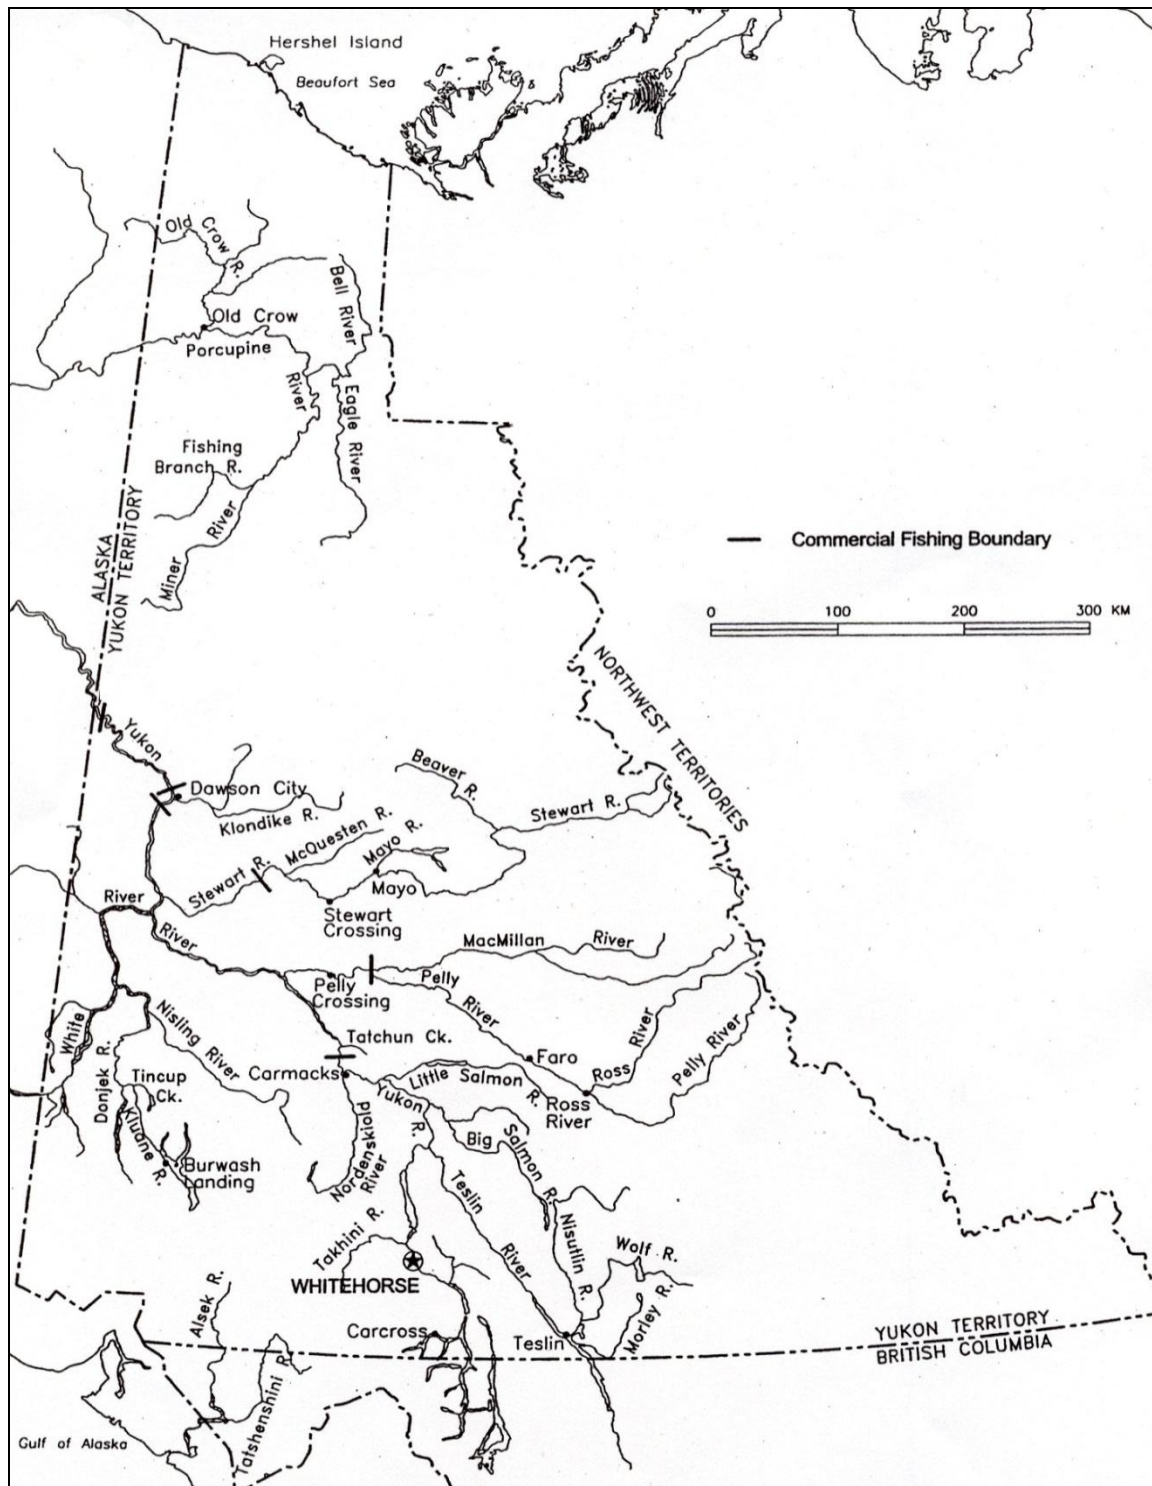 Hershel Island
Beaufort Sea
Old Crow R.
Bell River
Old Crow
Porcupine
River
Eagle River
Fishing
Branch R.
Miner River
ALASKA
YUKON TERRITORY
Commercial Fishing Boundary
0 100 200 300 KM
NORTHWEST TERRITORIES
Yukon
Beaver R.
Dawson City
Klondike R.
Stewart R.
McQuesten R.
Mayo R.
Stewart R.
Mayo
River
Stewart
Crossing
River
MacMillan River
Pelly
Crossing
Pelly
River
White
Nisling River
Donjek R.
Tatchun Ck.
Faro
Ross River
Pelly River
Carmacks
Little Salmon R.
Tincup
Ck.
Yukon R.
Ross
River
Kluane R.
Nordenskiold
River
Big Salmon R.
Burwash
Landing
Teslin River
Nisutlin R.
Takhini R.
Wolf R.
WHITEHORSE
Morley R.
Alsek R.
Carcross
Teslin
YUKON TERRITORY
BRITISH COLUMBIA
Tatshenshini R.
Gulf of Alaska